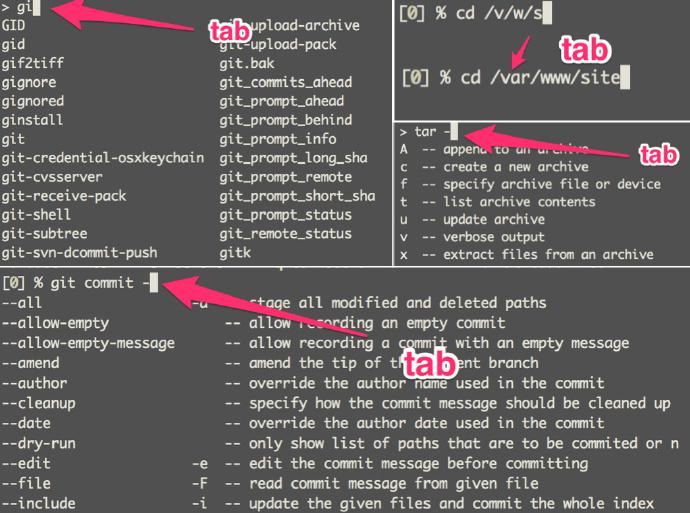 > gi
tab
GID git-upload-archive
gid git-upload-pack
gif2tiff git.bak
gignore git_commits_ahead
gignored git_prompt_ahead
ginstall git_prompt_behind
git git_prompt_info
git-credential-osxkeychain git_prompt_long_sha
git-cvsserver git_prompt_remote
git-receive-pack git_prompt_short_sha
git-shell git_prompt_status
git-subtree git_remote_status
git-svn-dcommit-push gitk
[0] % cd /v/w/s
tab
[0] % cd /var/www/site
> tar -
tab
A -- append to an archive
c -- create a new archive
f -- specify archive file or device
t -- list archive contents
u -- update archive
v -- verbose output
x -- extract files from an archive
[0] % git commit -
tab
--all -a -- stage all modified and deleted paths
--allow-empty -- allow recording an empty commit
--allow-empty-message -- allow recording a commit with an empty message
--amend -- amend the tip of the branch
--author -- override the author name used in the commit
--cleanup -- specify how the commit message should be cleaned up
--date -- override the author date used in the commit
--dry-run -- only show list of paths that are to be commited or n
--edit -e -- edit the commit message before committing
--file -F -- read commit message from given file
--include -i -- update the given files and commit the whole index